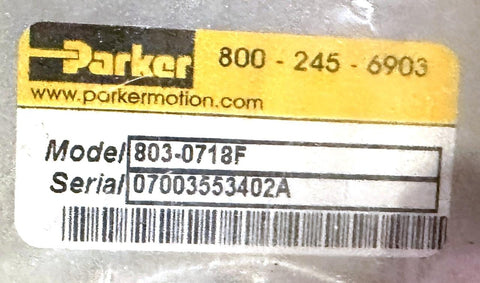 Parker 800 - 245 - 6903
www.parkermotion.com
Model 803-0718F
Serial 07003553402A